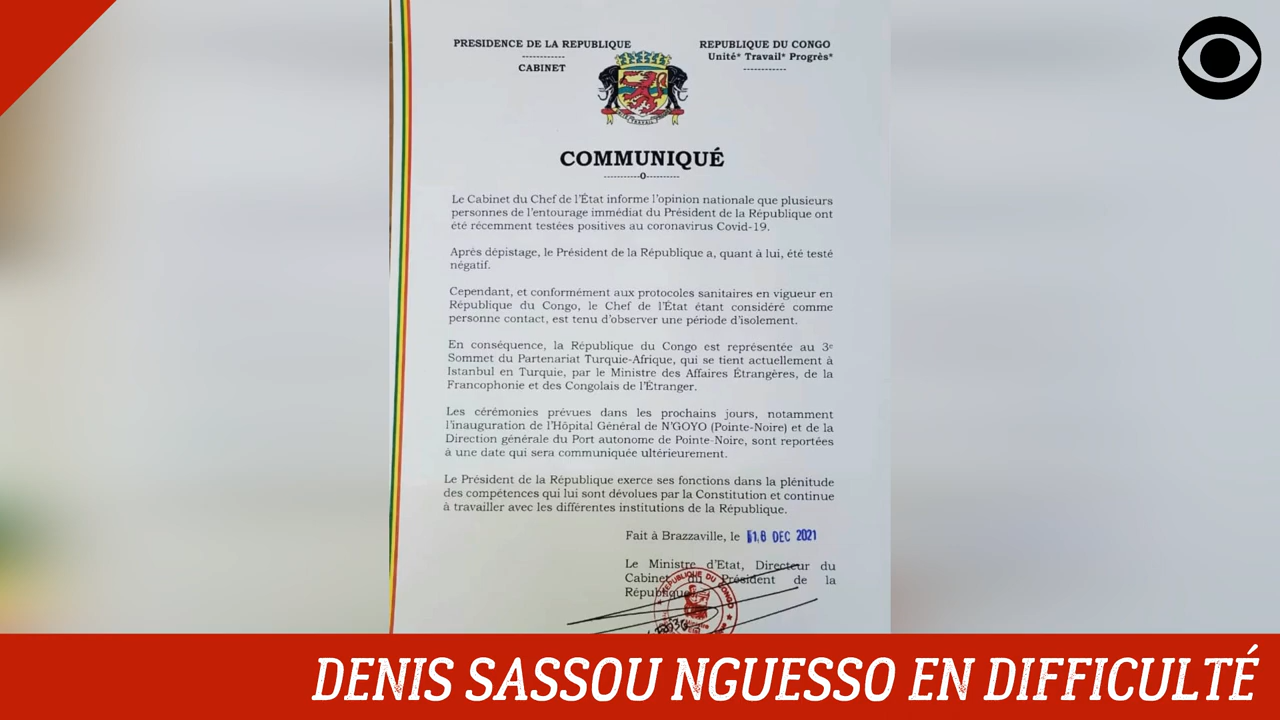 PRESIDENCE DE LA REPUBLIQUE
------------
CABINET
REPUBLIQUE DU CONGO
Unité* Travail* Progrès*
------------
COMMUNIQUÉ
----------0----------
Le Cabinet du Chef de l'État informe l'opinion nationale que plusieurs
personnes de l'entourage immédiat du Président de la République ont
été récemment testées positives au coronavirus Covid-19.
Après dépistage, le Président de la République a, quant à lui, été testé
négatif.
Cependant, et conformément aux protocoles sanitaires en vigueur en
République du Congo, le Chef de l'État étant considéré comme
personne contact, est tenu d'observer une période d'isolement.
En conséquence, la République du Congo est représentée au 3e
Sommet du Partenariat Turquie-Afrique, qui se tient actuellement à
Istanbul en Turquie, par le Ministre des Affaires Étrangères, de la
Francophonie et des Congolais de l'Étranger.
Les cérémonies prévues dans les prochains jours, notamment
l'inauguration de l'Hôpital Général de N'GOYO (Pointe-Noire) et de la
Direction générale du Port autonome de Pointe-Noire, sont reportées
à une date qui sera communiquée ultérieurement.
Le Président de la République exerce ses fonctions dans la plénitude
des compétences qui lui sont dévolues par la Constitution et continue
à travailler avec les différentes institutions de la République.
Fait à Brazzaville, le 18 DEC 2021
Le Ministre d'Etat, Directeur du
Cabinet du Président de la
République
REPUBLIQUE DU CONGO
DENIS SASSOU NGUESSO EN DIFFICULTÉ